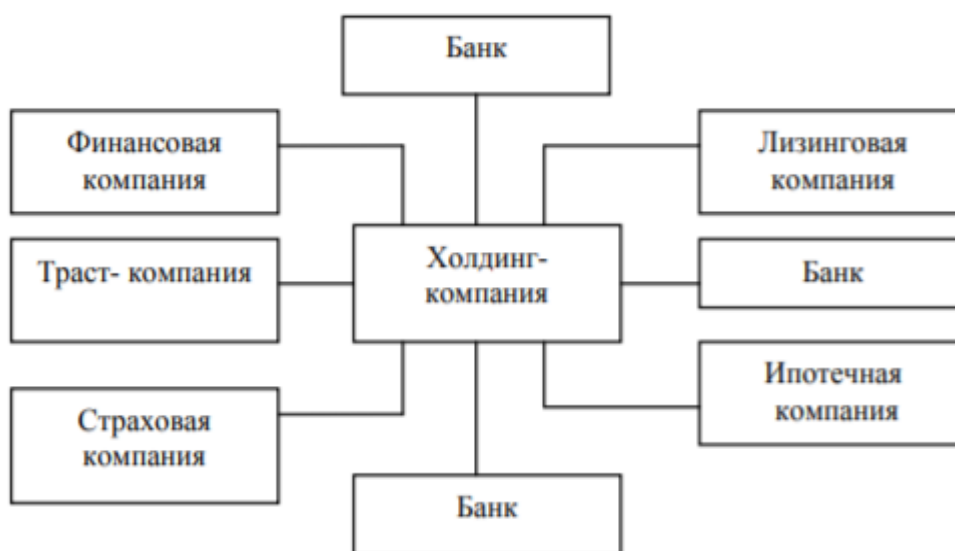 Банк
Финансовая
компания
Лизинговая
компания
Траст- компания
Холдинг-
компания
Банк
Страховая
компания
Ипотечная
компания
Банк